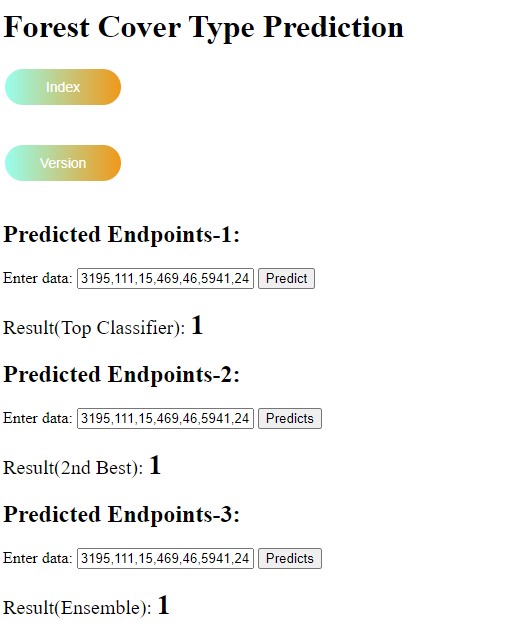 Forest Cover Type Prediction
Index
Version
Predicted Endpoints-1:
Enter data: 3195,111,15,469,46,5941,24 Predict
Result(Top Classifier): 1
Predicted Endpoints-2:
Enter data: 3195,111,15,469,46,5941,24 Predicts
Result(2nd Best): 1
Predicted Endpoints-3:
Enter data: 3195,111,15,469,46,5941,24 Predicts
Result(Ensemble): 1